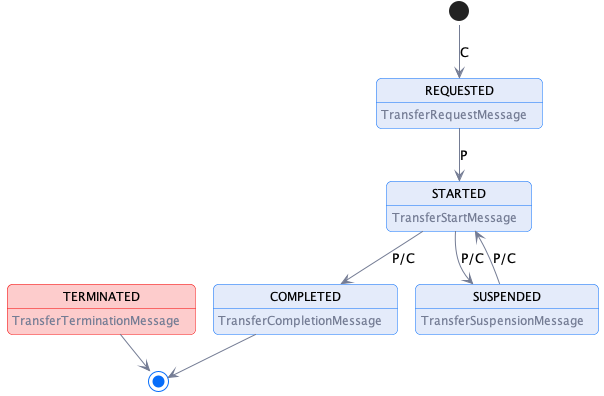 C
REQUESTED
TransferRequestMessage
P
STARTED
TransferStartMessage
P/C
P/C
P/C
TERMINATED
TransferTerminationMessage
COMPLETED
TransferCompletionMessage
SUSPENDED
TransferSuspensionMessage